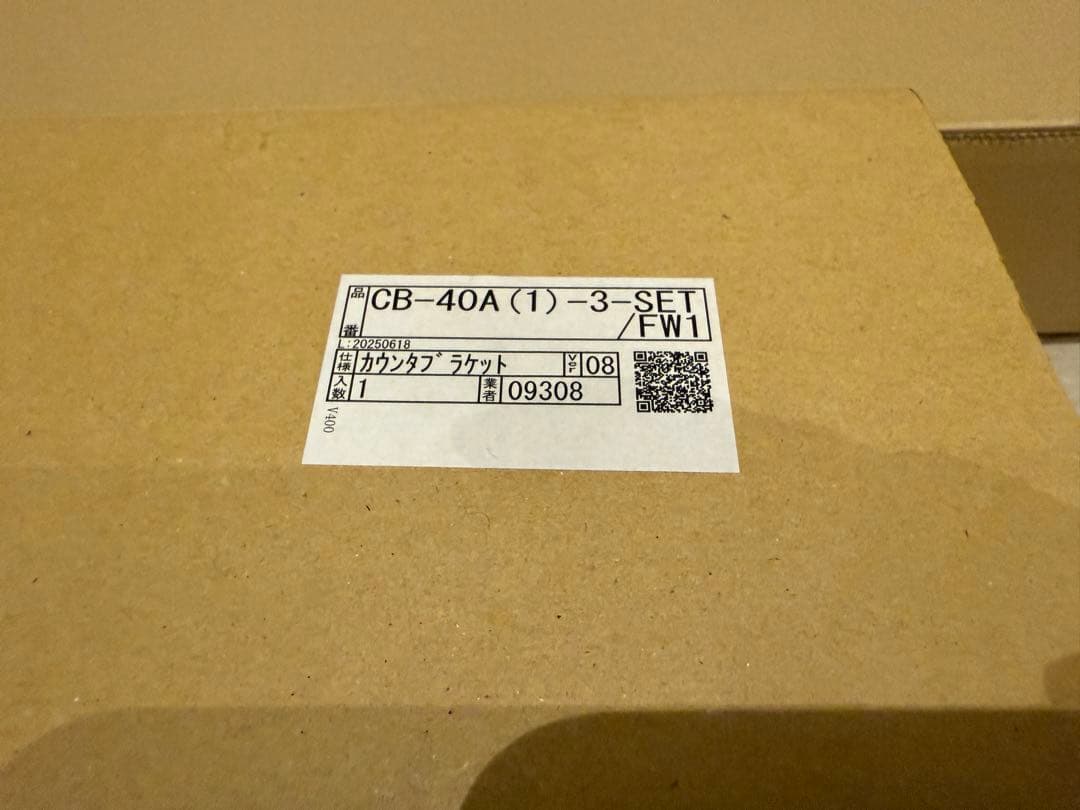 品番 CB-40A(1)-3-SET
/FW1
L:20250618
仕様 カウンタブラケット Ver 08
入数 1 業者 09308
V400